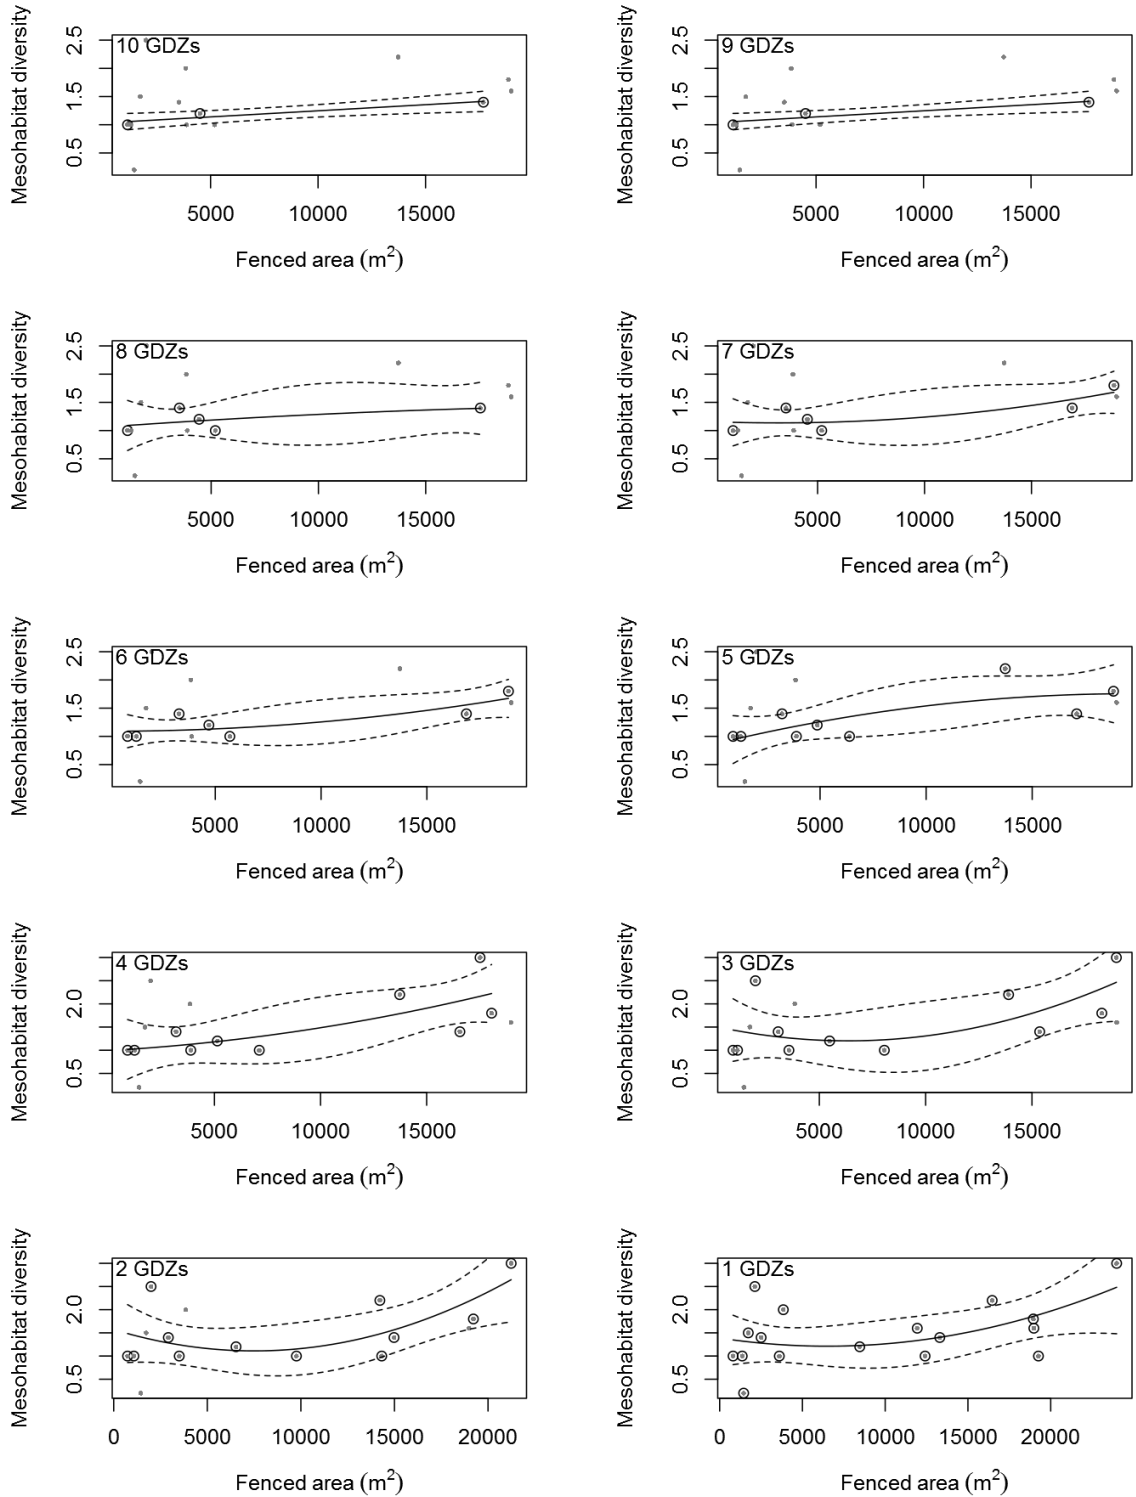 10 GDZs
Mesohabitat diversity
0.5 1.5 2.5
5000 10000 15000
Fenced area (m²)
9 GDZs
Mesohabitat diversity
0.5 1.5 2.5
5000 10000 15000
Fenced area (m²)
8 GDZs
Mesohabitat diversity
0.5 1.5 2.5
5000 10000 15000
Fenced area (m²)
7 GDZs
Mesohabitat diversity
0.5 1.5 2.5
5000 10000 15000
Fenced area (m²)
6 GDZs
Mesohabitat diversity
0.5 1.5 2.5
5000 10000 15000
Fenced area (m²)
5 GDZs
Mesohabitat diversity
0.5 1.5 2.5
5000 10000 15000
Fenced area (m²)
4 GDZs
Mesohabitat diversity
0.5 2.0
5000 10000 15000
Fenced area (m²)
3 GDZs
Mesohabitat diversity
0.5 2.0
5000 10000 15000
Fenced area (m²)
2 GDZs
Mesohabitat diversity
0.5 2.0
0 5000 10000 15000 20000
Fenced area (m²)
1 GDZs
Mesohabitat diversity
0.5 2.0
0 5000 10000 15000 20000
Fenced area (m²)